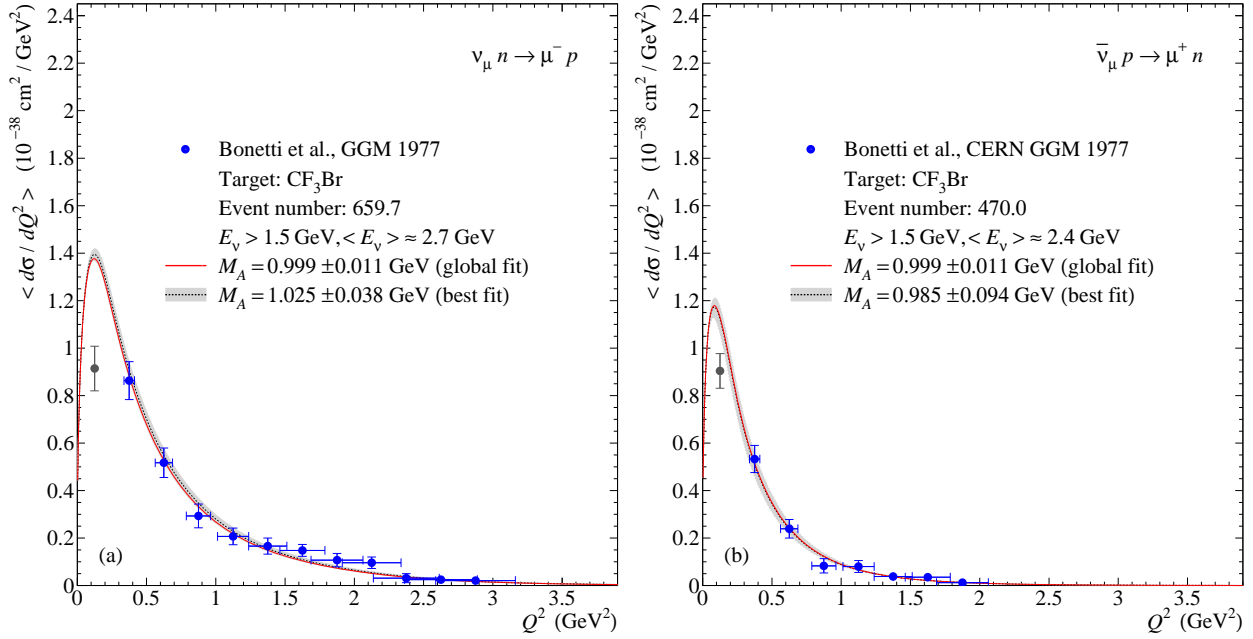 < dσ / dQ² > (10⁻³⁸ cm² / GeV²)
2.4
2.2
2
1.8
1.6
1.4
1.2
1
0.8
0.6
0.4
0.2
0
ν_μ n → μ⁻ p
Bonetti et al., GGM 1977
Target: CF₃Br
Event number: 659.7
E_ν > 1.5 GeV, < E_ν > ≈ 2.7 GeV
M_A = 0.999 ±0.011 GeV (global fit)
M_A = 1.025 ±0.038 GeV (best fit)
(a)
0 0.5 1 1.5 2 2.5 3 3.5
Q² (GeV²)
< dσ / dQ² > (10⁻³⁸ cm² / GeV²)
2.4
2.2
2
1.8
1.6
1.4
1.2
1
0.8
0.6
0.4
0.2
0
ν̅_μ p → μ⁺ n
Bonetti et al., CERN GGM 1977
Target: CF₃Br
Event number: 470.0
E_ν > 1.5 GeV, < E_ν > ≈ 2.4 GeV
M_A = 0.999 ±0.011 GeV (global fit)
M_A = 0.985 ±0.094 GeV (best fit)
(b)
0 0.5 1 1.5 2 2.5 3 3.5
Q² (GeV²)